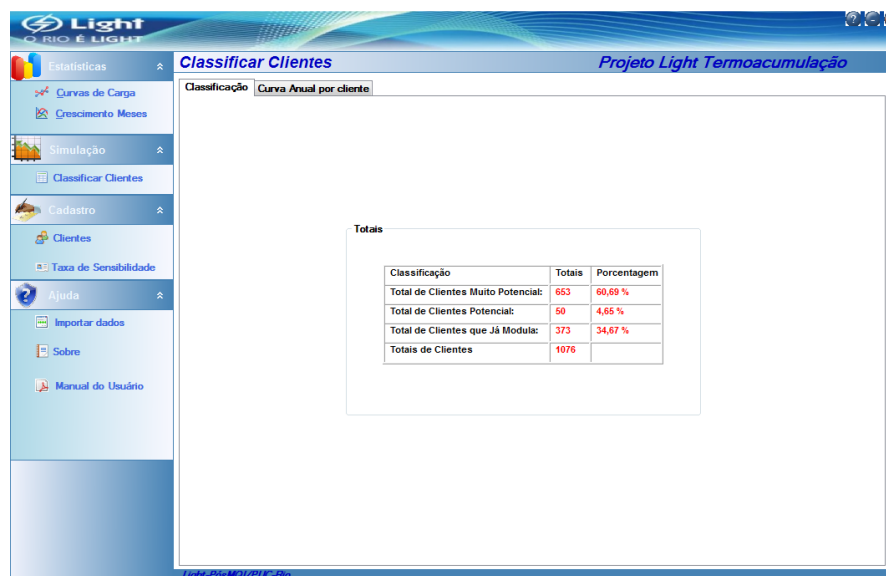 Light
O RIO É LIGHT
Estatísticas
Curvas de Carga
Crescimento Meses
Simulação
Classificar Clientes
Cadastro
Clientes
Taxa de Sensibilidade
Ajuda
Importar dados
Sobre
Manual do Usuário
Classificar Clientes Projeto Light Termoacumulação
Classificação Curva Anual por cliente
Totais
Classificação Totais Porcentagem
Total de Clientes Muito Potencial: 653 60,69 %
Total de Clientes Potencial: 50 4,65 %
Total de Clientes que Já Modula: 373 34,67 %
Totais de Clientes 1076